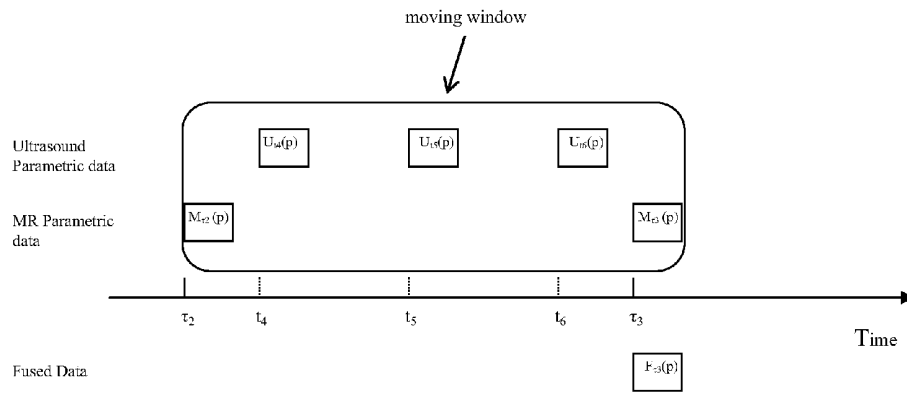 moving window
Ultrasound
Parametric data
U_t4(p) U_t5(p) U_t6(p)
MR Parametric
data
M_τ2(p) M_τ3(p)
τ₂ t₄ t₅ t₆ τ₃
Time
Fused Data
F_τ3(p)